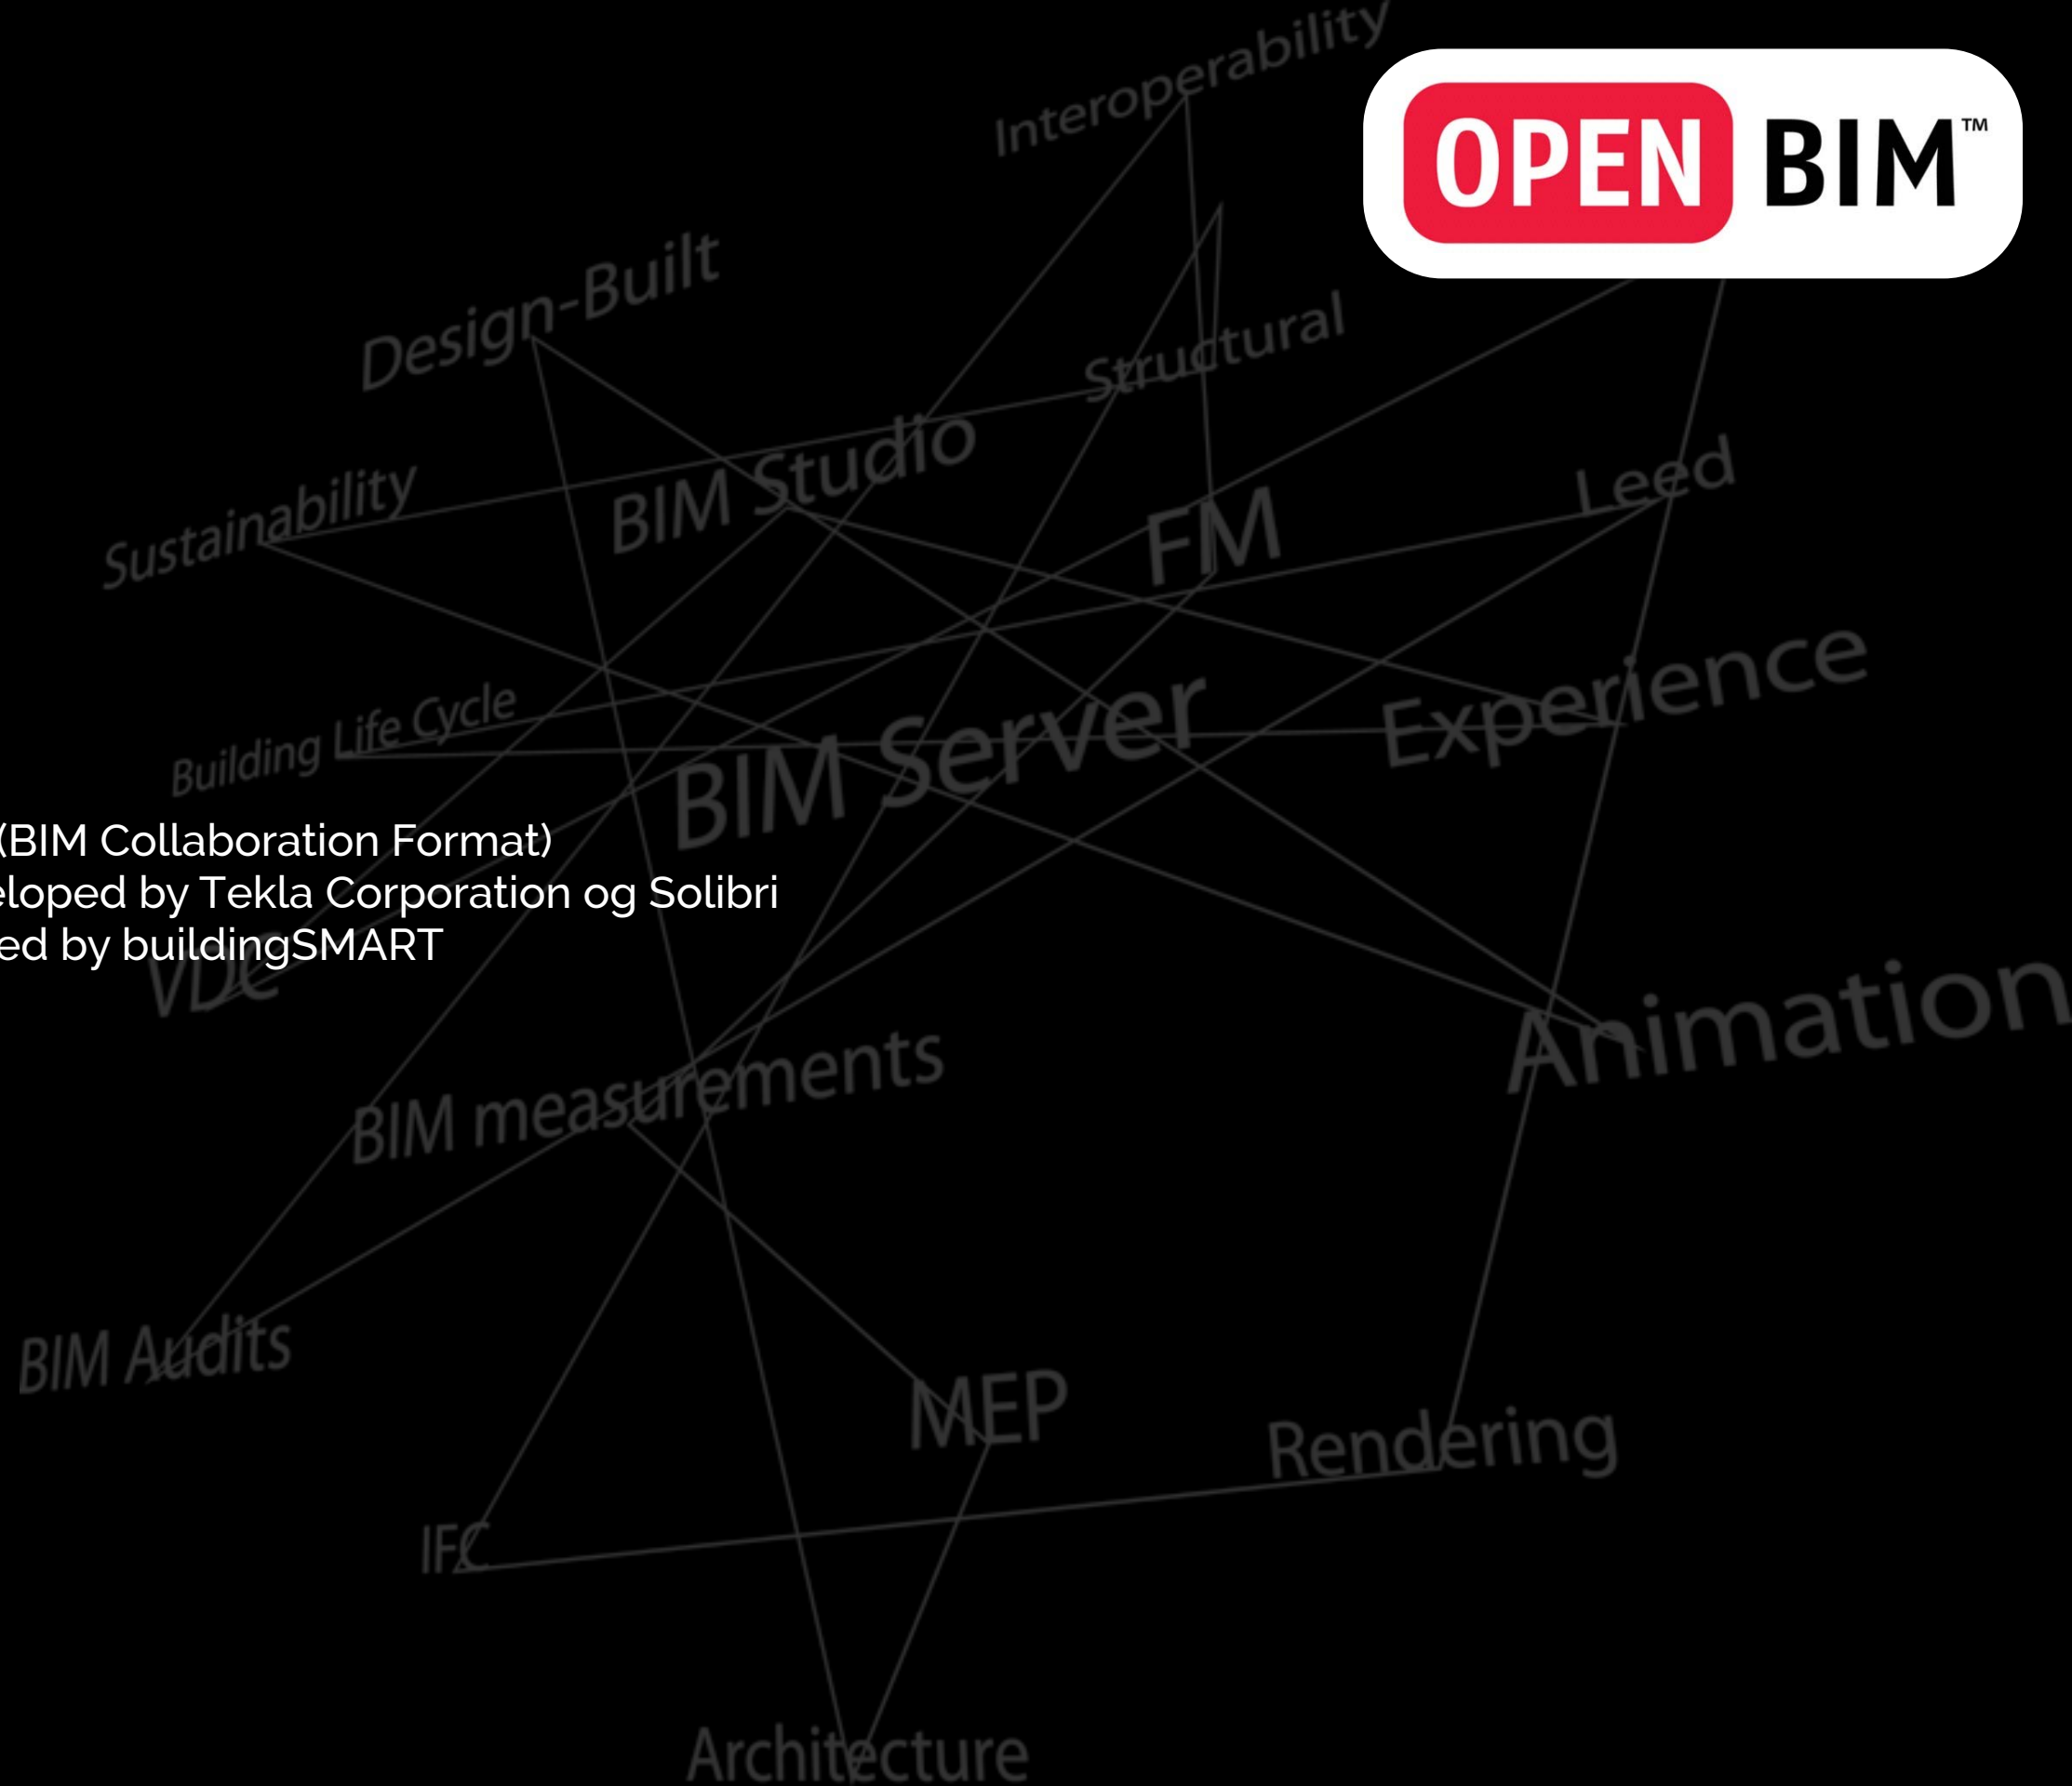 Interoperability
OPEN BIM™
Design-Built
Structural
BIM Studio
Leed
Sustainability
FM
Experience
Building Life Cycle
BIM Server
(BIM Collaboration Format)
eloped by Tekla Corporation og Solibri
ed by buildingSMART
VDC
Animation
BIM measurements
BIM Audits
MEP
Rendering
IFC
Architecture